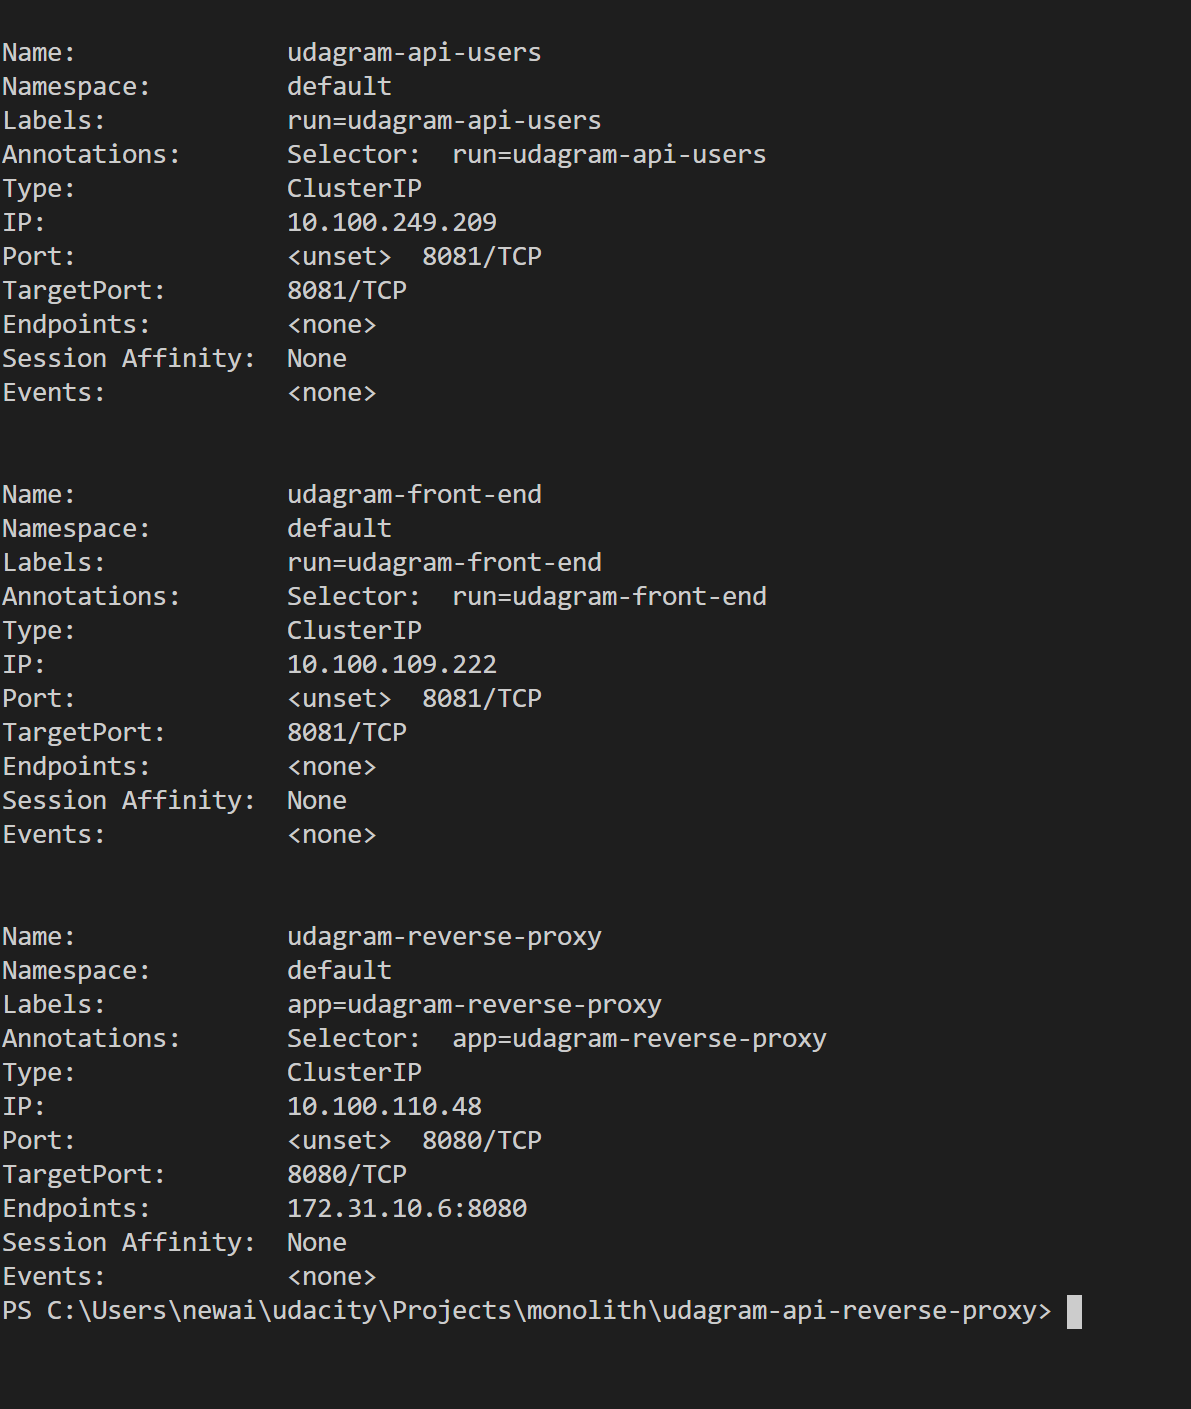 Name: udagram-api-users
Namespace: default
Labels: run=udagram-api-users
Annotations: Selector: run=udagram-api-users
Type: ClusterIP
IP: 10.100.249.209
Port: <unset> 8081/TCP
TargetPort: 8081/TCP
Endpoints: <none>
Session Affinity: None
Events: <none>
Name: udagram-front-end
Namespace: default
Labels: run=udagram-front-end
Annotations: Selector: run=udagram-front-end
Type: ClusterIP
IP: 10.100.109.222
Port: <unset> 8081/TCP
TargetPort: 8081/TCP
Endpoints: <none>
Session Affinity: None
Events: <none>
Name: udagram-reverse-proxy
Namespace: default
Labels: app=udagram-reverse-proxy
Annotations: Selector: app=udagram-reverse-proxy
Type: ClusterIP
IP: 10.100.110.48
Port: <unset> 8080/TCP
TargetPort: 8080/TCP
Endpoints: 172.31.10.6:8080
Session Affinity: None
Events: <none>
PS C:\Users\newai\udacity\Projects\monolith\udagram-api-reverse-proxy>